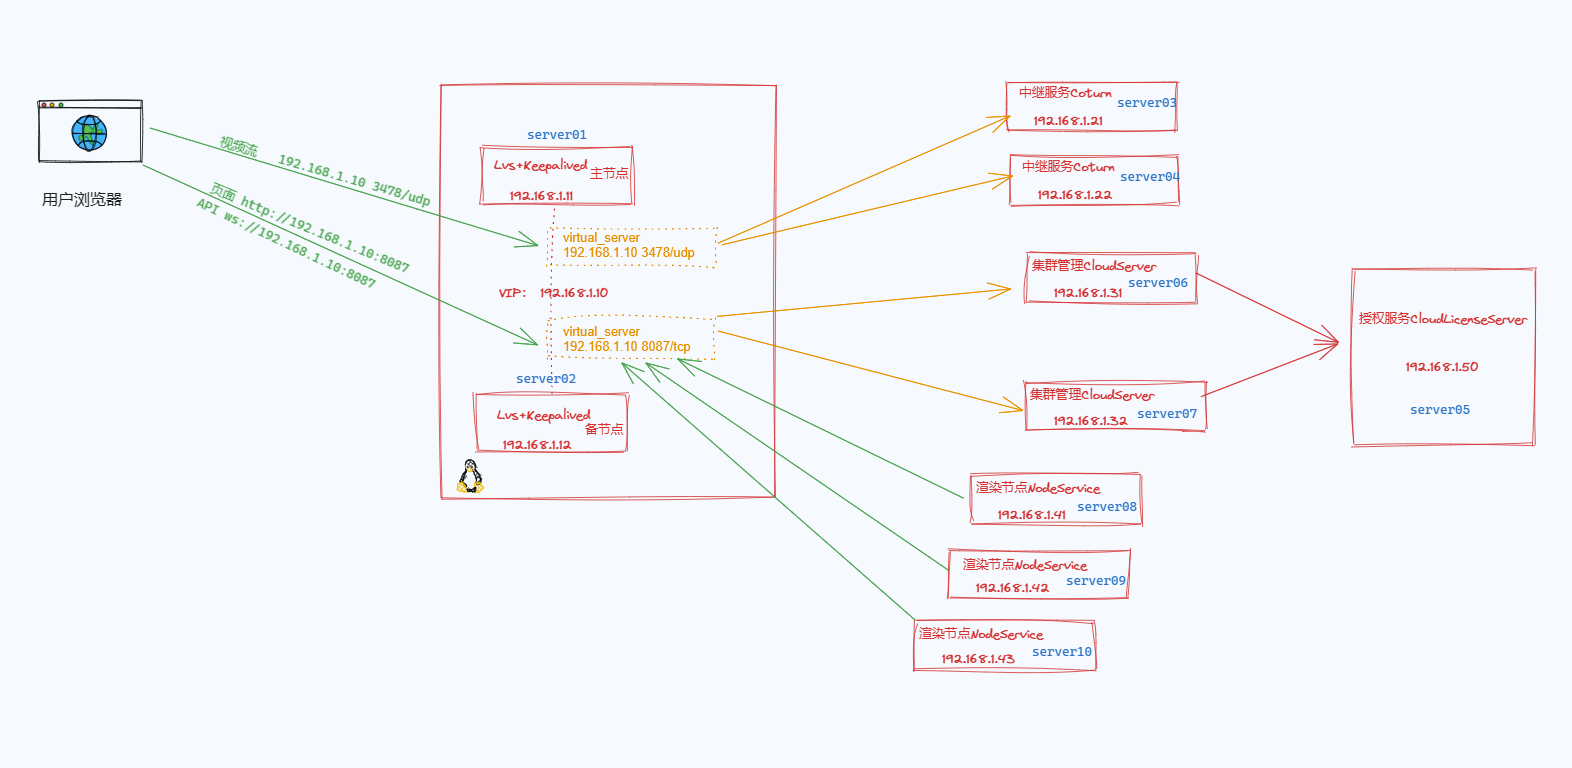 用户浏览器
视频流 192.168.1.10 3478/udp
页面 http://192.168.1.10:8087
API ws://192.168.1.10:8087
server01
Lvs+Keepalived 主节点
192.168.1.11
virtual_server
192.168.1.10 3478/udp
VIP: 192.168.1.10
virtual_server
192.168.1.10 8087/tcp
server02
Lvs+Keepalived
备节点
192.168.1.12
中继服务Coturn
server03
192.168.1.21
中继服务Coturn
server04
192.168.1.22
集群管理CloudServer
server06
192.168.1.31
集群管理CloudServer
server07
192.168.1.32
授权服务CloudLicenseServer
192.168.1.50
server05
渲染节点NodeService
server08
192.168.1.41
渲染节点NodeService
server09
192.168.1.42
渲染节点NodeService
server10
192.168.1.43